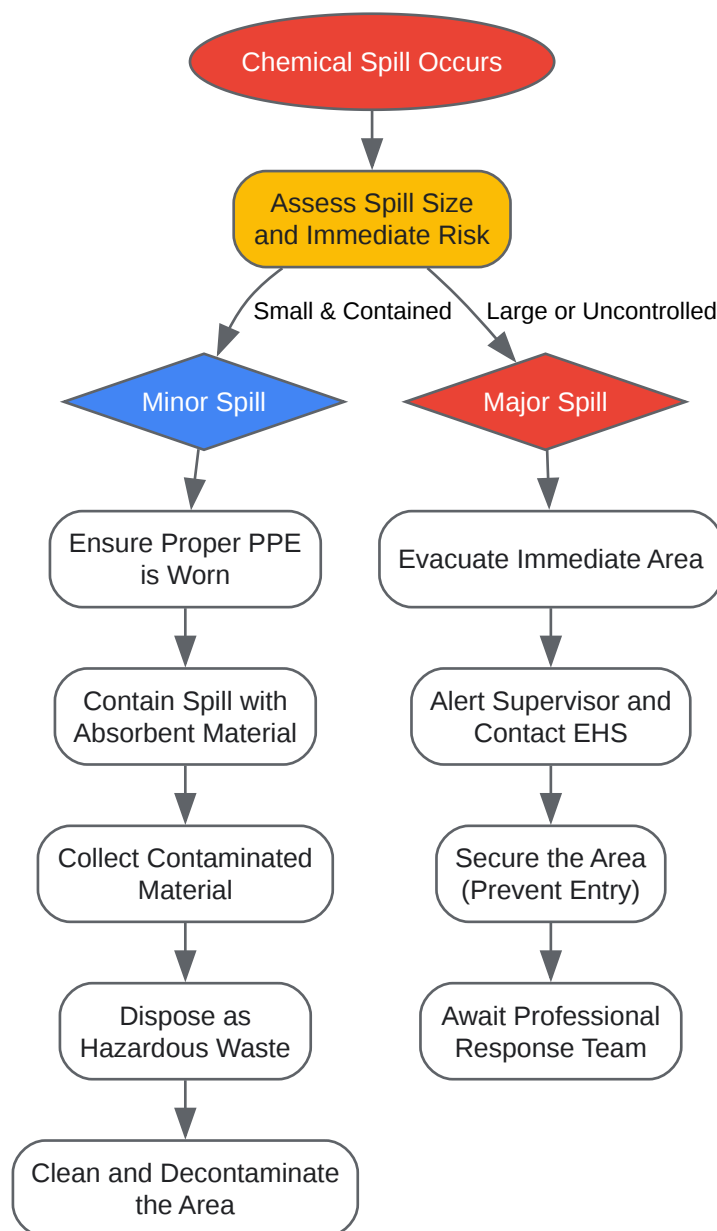 Chemical Spill Occurs
Assess Spill Size
and Immediate Risk
Small & Contained
Large or Uncontrolled
Minor Spill
Major Spill
Ensure Proper PPE
is Worn
Evacuate Immediate Area
Contain Spill with
Absorbent Material
Alert Supervisor and
Contact EHS
Collect Contaminated
Material
Secure the Area
(Prevent Entry)
Dispose as
Hazardous Waste
Await Professional
Response Team
Clean and Decontaminate
the Area